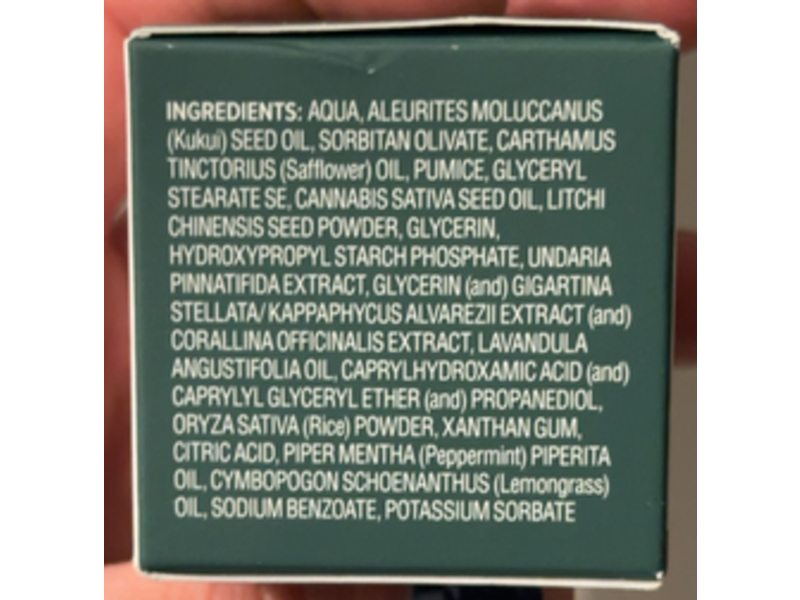 INGREDIENTS: AQUA, ALEURITES MOLUCCANUS
(Kukui) SEED OIL, SORBITAN OLIVATE, CARTHAMUS
TINCTORIUS (Safflower) OIL, PUMICE, GLYCERYL
STEARATE SE, CANNABIS SATIVA SEED OIL, LITCHI
CHINENSIS SEED POWDER, GLYCERIN,
HYDROXYPROPYL STARCH PHOSPHATE, UNDARIA
PINNATIFIDA EXTRACT, GLYCERIN (and) GIGARTINA
STELLATA/KAPPAPHYCUS ALVAREZII EXTRACT (and)
CORALLINA OFFICINALIS EXTRACT, LAVANDULA
ANGUSTIFOLIA OIL, CAPRYLHYDROXAMIC ACID (and)
CAPRYLYL GLYCERYL ETHER (and) PROPANEDIOL,
ORYZA SATIVA (Rice) POWDER, XANTHAN GUM,
CITRIC ACID, PIPER MENTHA (Peppermint) PIPERITA
OIL, CYMBOPOGON SCHOENANTHUS (Lemongrass)
OIL, SODIUM BENZOATE, POTASSIUM SORBATE